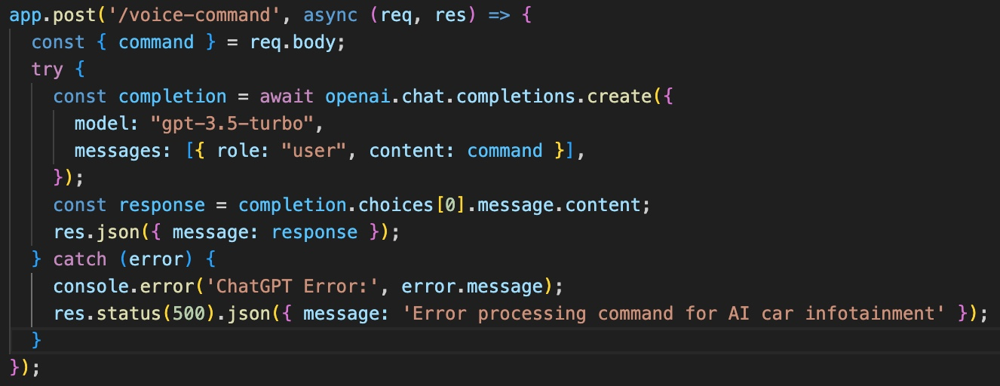 app.post('/voice-command', async (req, res) => {
  const { command } = req.body;
  try {
    const completion = await openai.chat.completions.create({
      model: "gpt-3.5-turbo",
      messages: [{ role: "user", content: command }],
    });
    const response = completion.choices[0].message.content;
    res.json({ message: response });
  } catch (error) {
    console.error('ChatGPT Error:', error.message);
    res.status(500).json({ message: 'Error processing command for AI car infotainment' });
  }
});